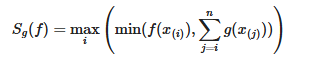 $S_g(f) = \max_i \left( \min(f(x_{(i)}), \sum_{j=i}^{n} g(x_{(j)})) \right)$